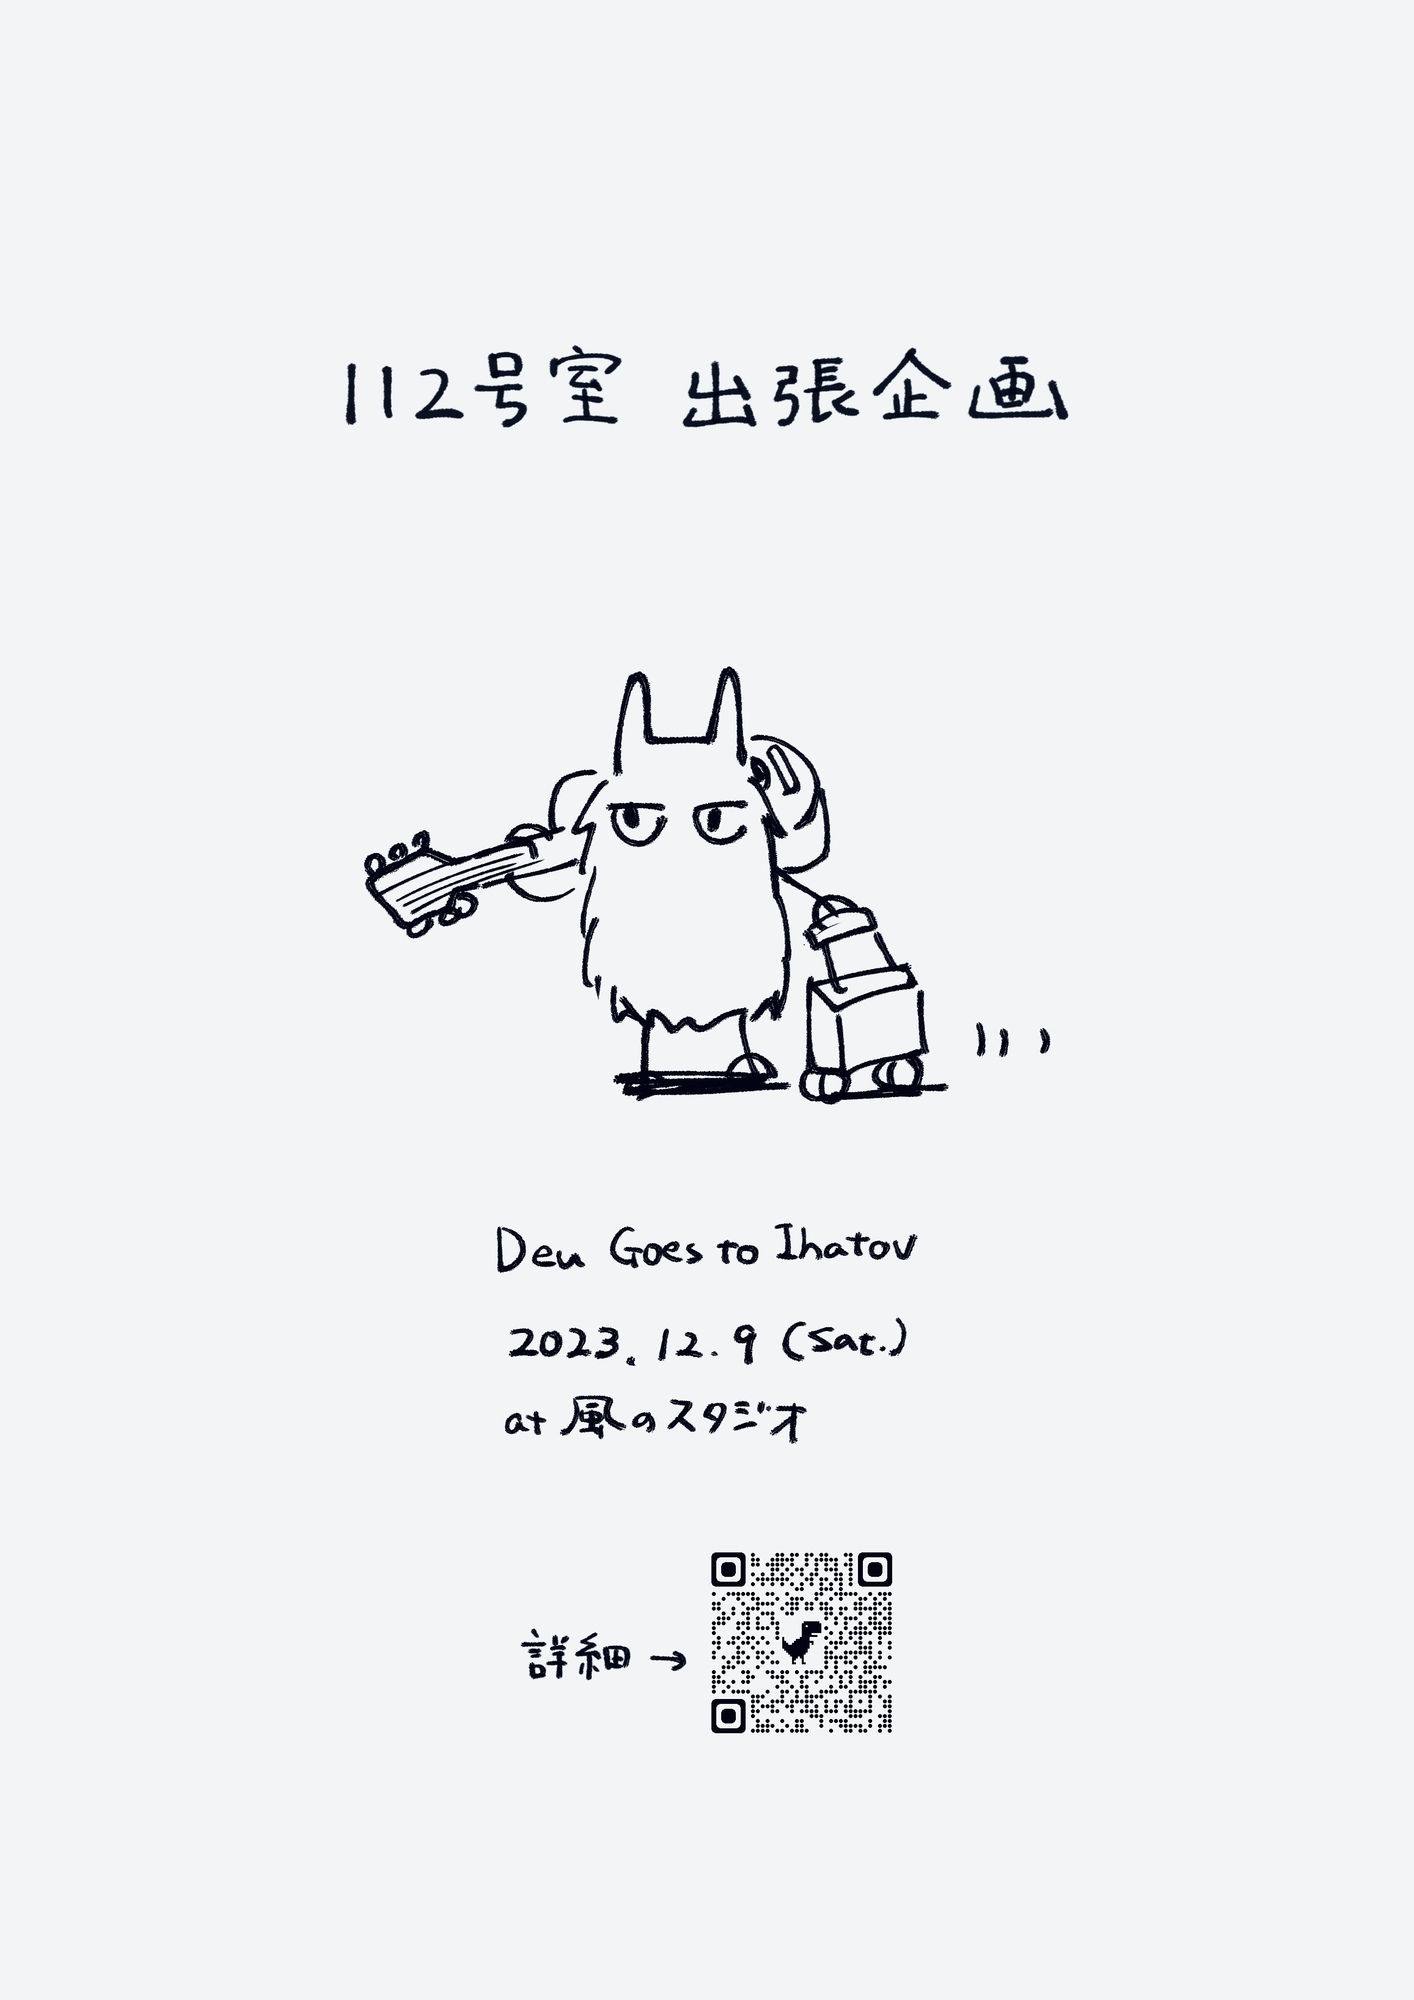 112号室 出張企画
Deu Goes to Ihatov
2023.12.9 (Sat.)
at 風のスタジオ
詳細 →